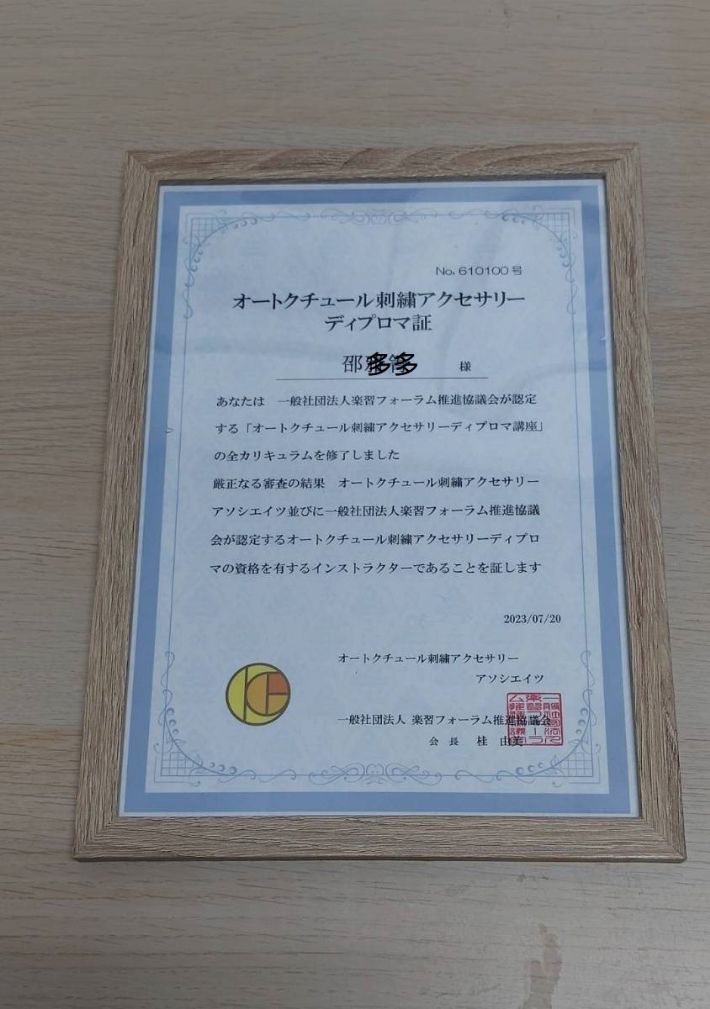 No. 610100 号
オートクチュール刺繍アクセサリー
ディプロマ証
邵多多 様
あなたは 一般社団法人楽習フォーラム推進協議会が認定
する「オートクチュール刺繍アクセサリーディプロマ講座」
の全カリキュラムを修了しました
厳正なる審査の結果 オートクチュール刺繍アクセサリー
アソシエイツ並びに一般社団法人楽習フォーラム推進協議
会が認定するオートクチュール刺繍アクセサリーディプロ
マの資格を有するインストラクターであることを証します
2023/07/20
オートクチュール刺繍アクセサリー
アソシエイツ
一般社団法人 楽習フォーラム推進協議会
会長 桂 由美